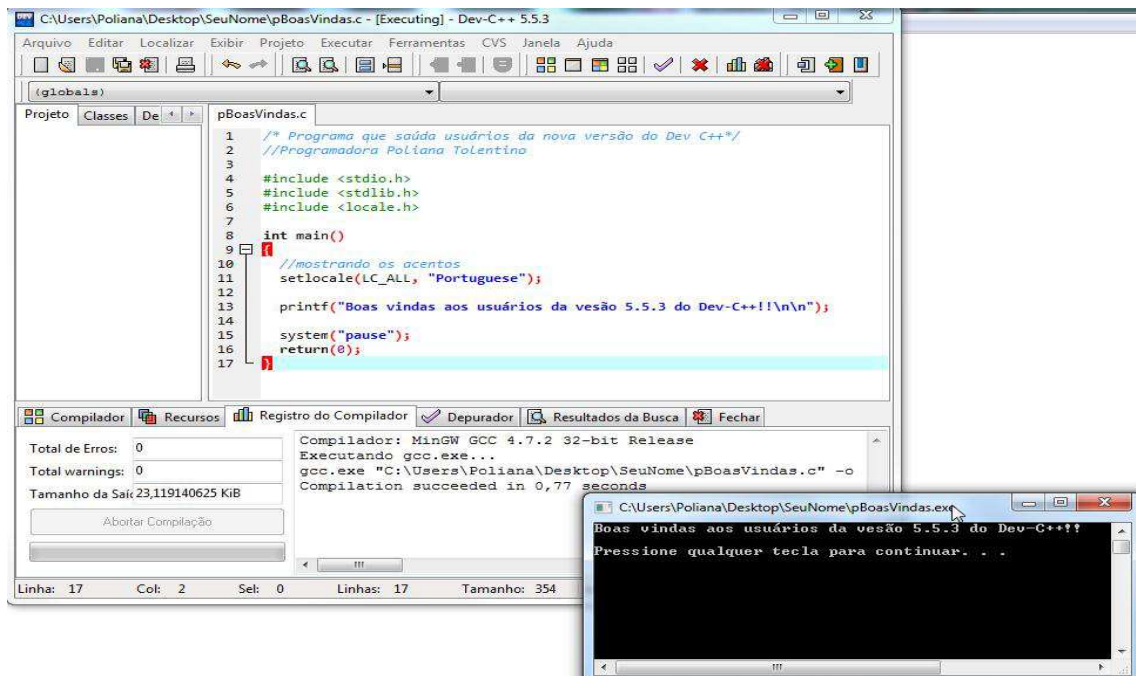 C:\Users\Poliana\Desktop\SeuNome\pBoasVindas.c - [Executing] - Dev-C++ 5.5.3
Arquivo Editar Localizar Exibir Projeto Executar Ferramentas CVS Janela Ajuda
(globals)
Projeto Classes De pBoasVindas.c
1 /* Programa que saúda usuários da nova versão do Dev C++*/
2 //Programadora Poliana Tolentino
3
4 #include <stdio.h>
5 #include <stdlib.h>
6 #include <locale.h>
7
8 int main()
9 {
10 //mostrando os acentos
11 setlocale(LC_ALL, "Portuguese");
12
13 printf("Boas vindas aos usuários da vesão 5.5.3 do Dev-C++!!\n\n");
14
15 system("pause");
16 return(0);
17 }
Compilador Recursos Registro do Compilador Depurador Resultados da Busca Fechar
Total de Erros: 0
Total warnings: 0
Tamanho da Saíd 23,119140625 KiB
Abortar Compilação
Compilador: MinGW GCC 4.7.2 32-bit Release
Executando gcc.exe...
gcc.exe "C:\Users\Poliana\Desktop\SeuNome\pBoasVindas.c" -o
Compilation succeeded in 0,77 seconds
Linha: 17 Col: 2 Sel: 0 Linhas: 17 Tamanho: 354
C:\Users\Poliana\Desktop\SeuNome\pBoasVindas.exe
Boas vindas aos usuários da vesão 5.5.3 do Dev-C++!!
Pressione qualquer tecla para continuar. . .